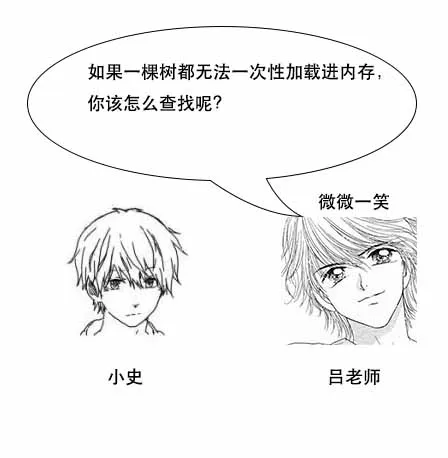 如果一棵树都无法一次性加载进内存，
你该怎么查找呢？
微微一笑
小史
吕老师